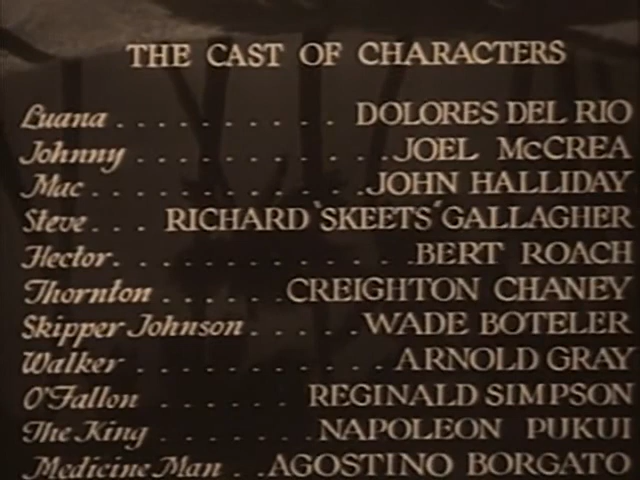 THE CAST OF CHARACTERS
Luana . . . . . . . . . . DOLORES DEL RIO
Johnny . . . . . . . . . . . . JOEL McCREA
Mac . . . . . . . . . . . . . JOHN HALLIDAY
Steve . . . RICHARD "SKEETS" GALLAGHER
Hector. . . . . . . . . . . . . . BERT ROACH
Thornton . . . . . . CREIGHTON CHANEY
Skipper Johnson . . . . . WADE BOTELER
Walker . . . . . . . . . . . . ARNOLD GRAY
O'Fallon . . . . . . . REGINALD SIMPSON
The King . . . . . . . NAPOLEON PUKUI
Medicine Man . . AGOSTINO BORGATO